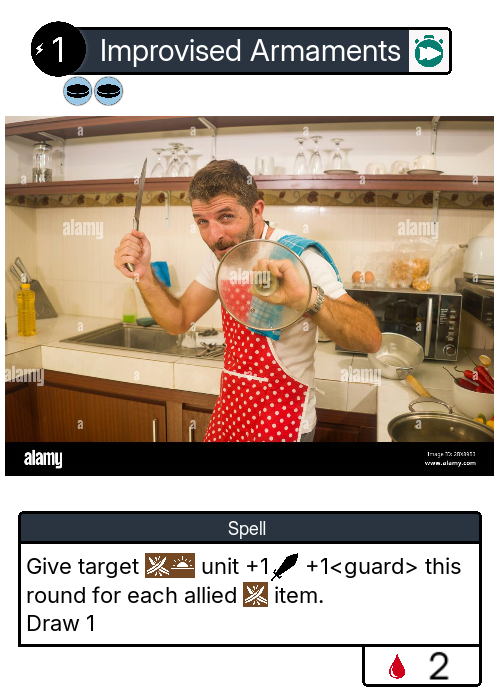 1 Improvised Armaments
alamy
a
a
a
alamy
alamy
a
a
a
alamy
a
alamy
a
a
alamy
Image ID: 2BX8953
www.alamy.com
Spell
Give target unit +1 +1<guard> this
round for each allied item.
Draw 1
2